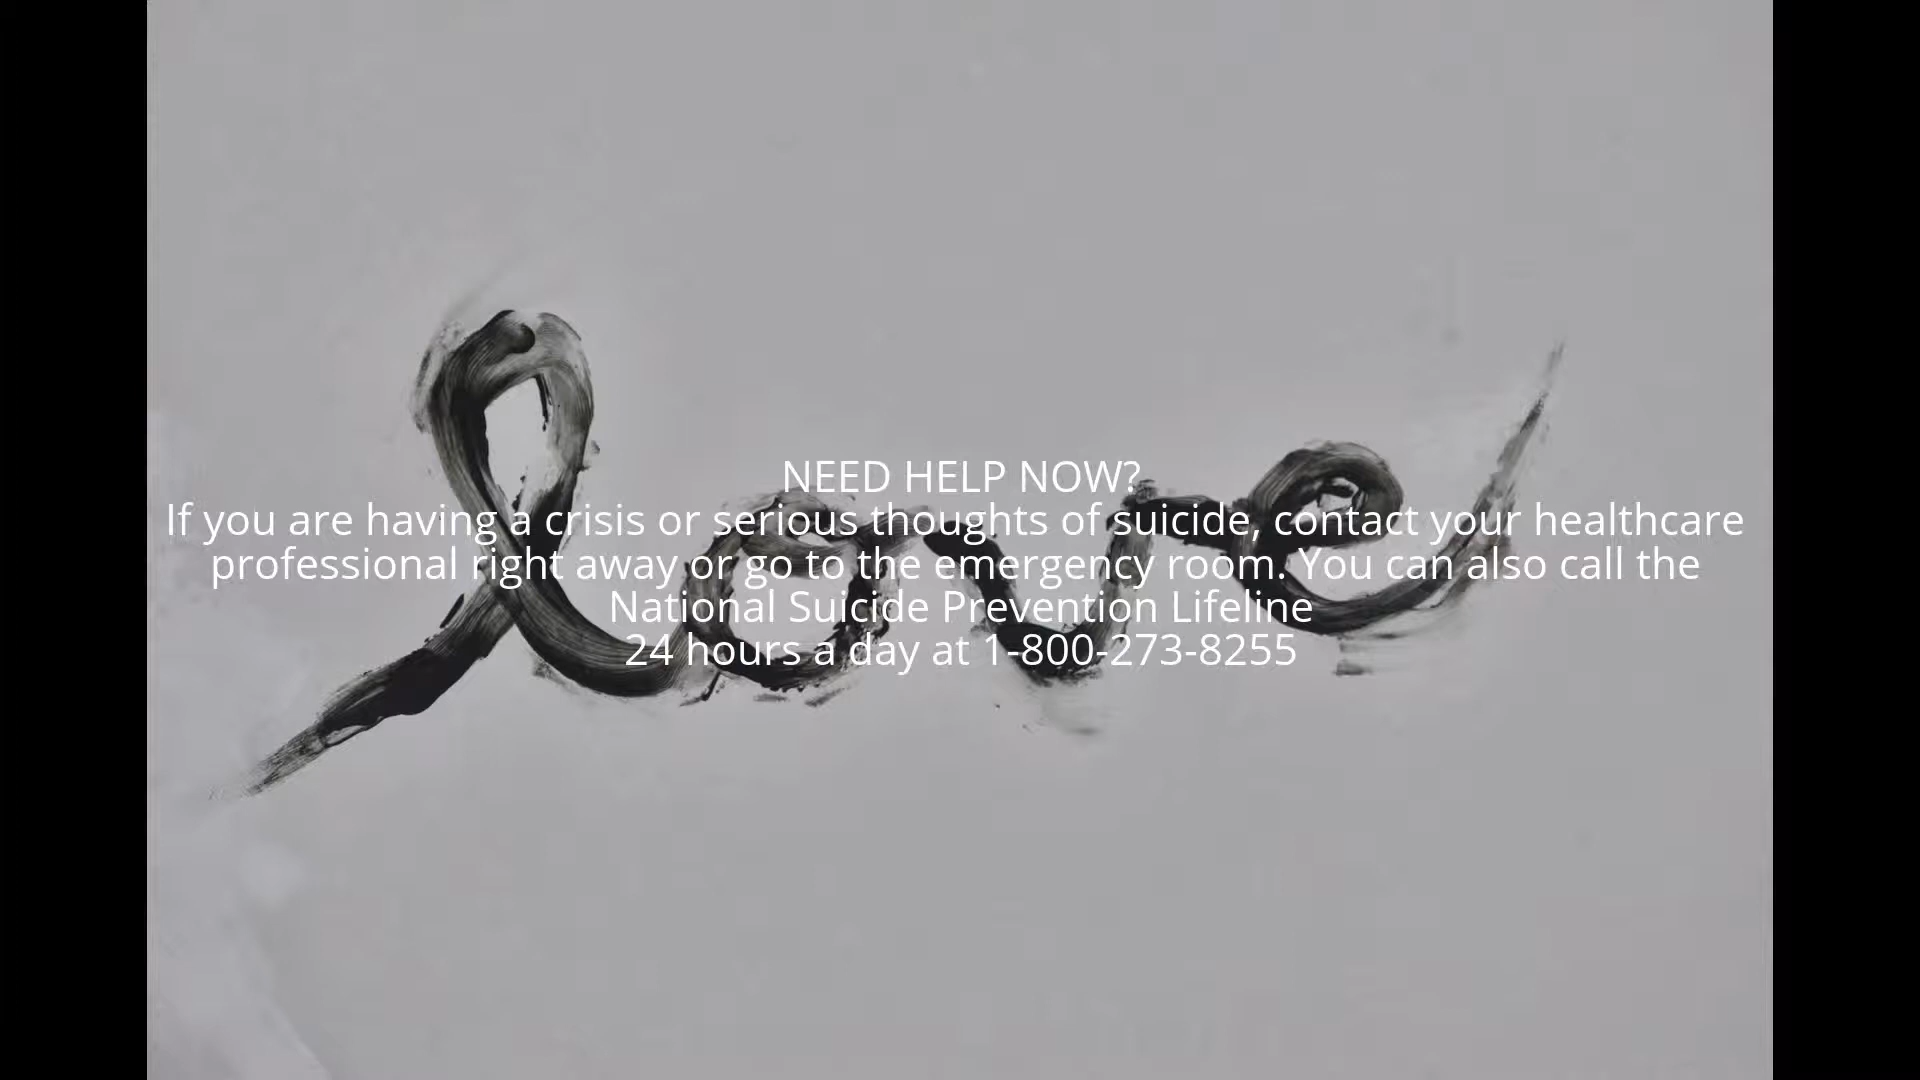 love
NEED HELP NOW?
If you are having a crisis or serious thoughts of suicide, contact your healthcare
professional right away or go to the emergency room. You can also call the
National Suicide Prevention Lifeline
24 hours a day at 1-800-273-8255